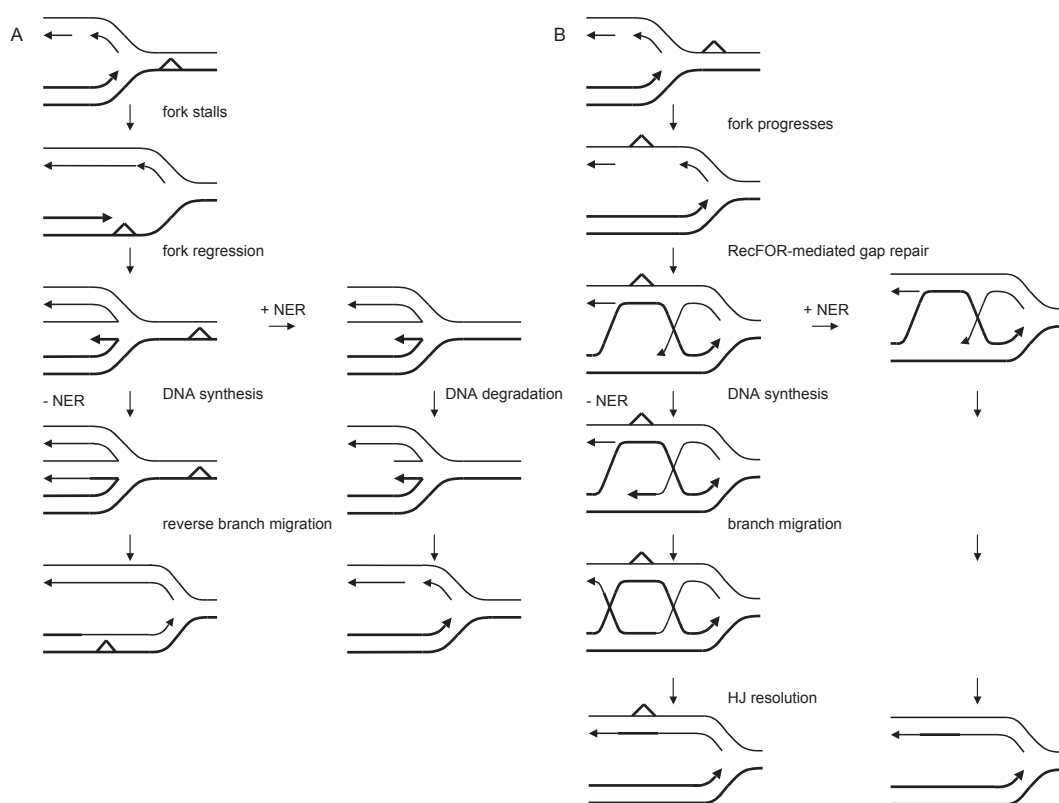 A
fork stalls
fork regression
+ NER
- NER
DNA synthesis
DNA degradation
reverse branch migration
B
fork progresses
RecFOR-mediated gap repair
+ NER
- NER
DNA synthesis
branch migration
HJ resolution